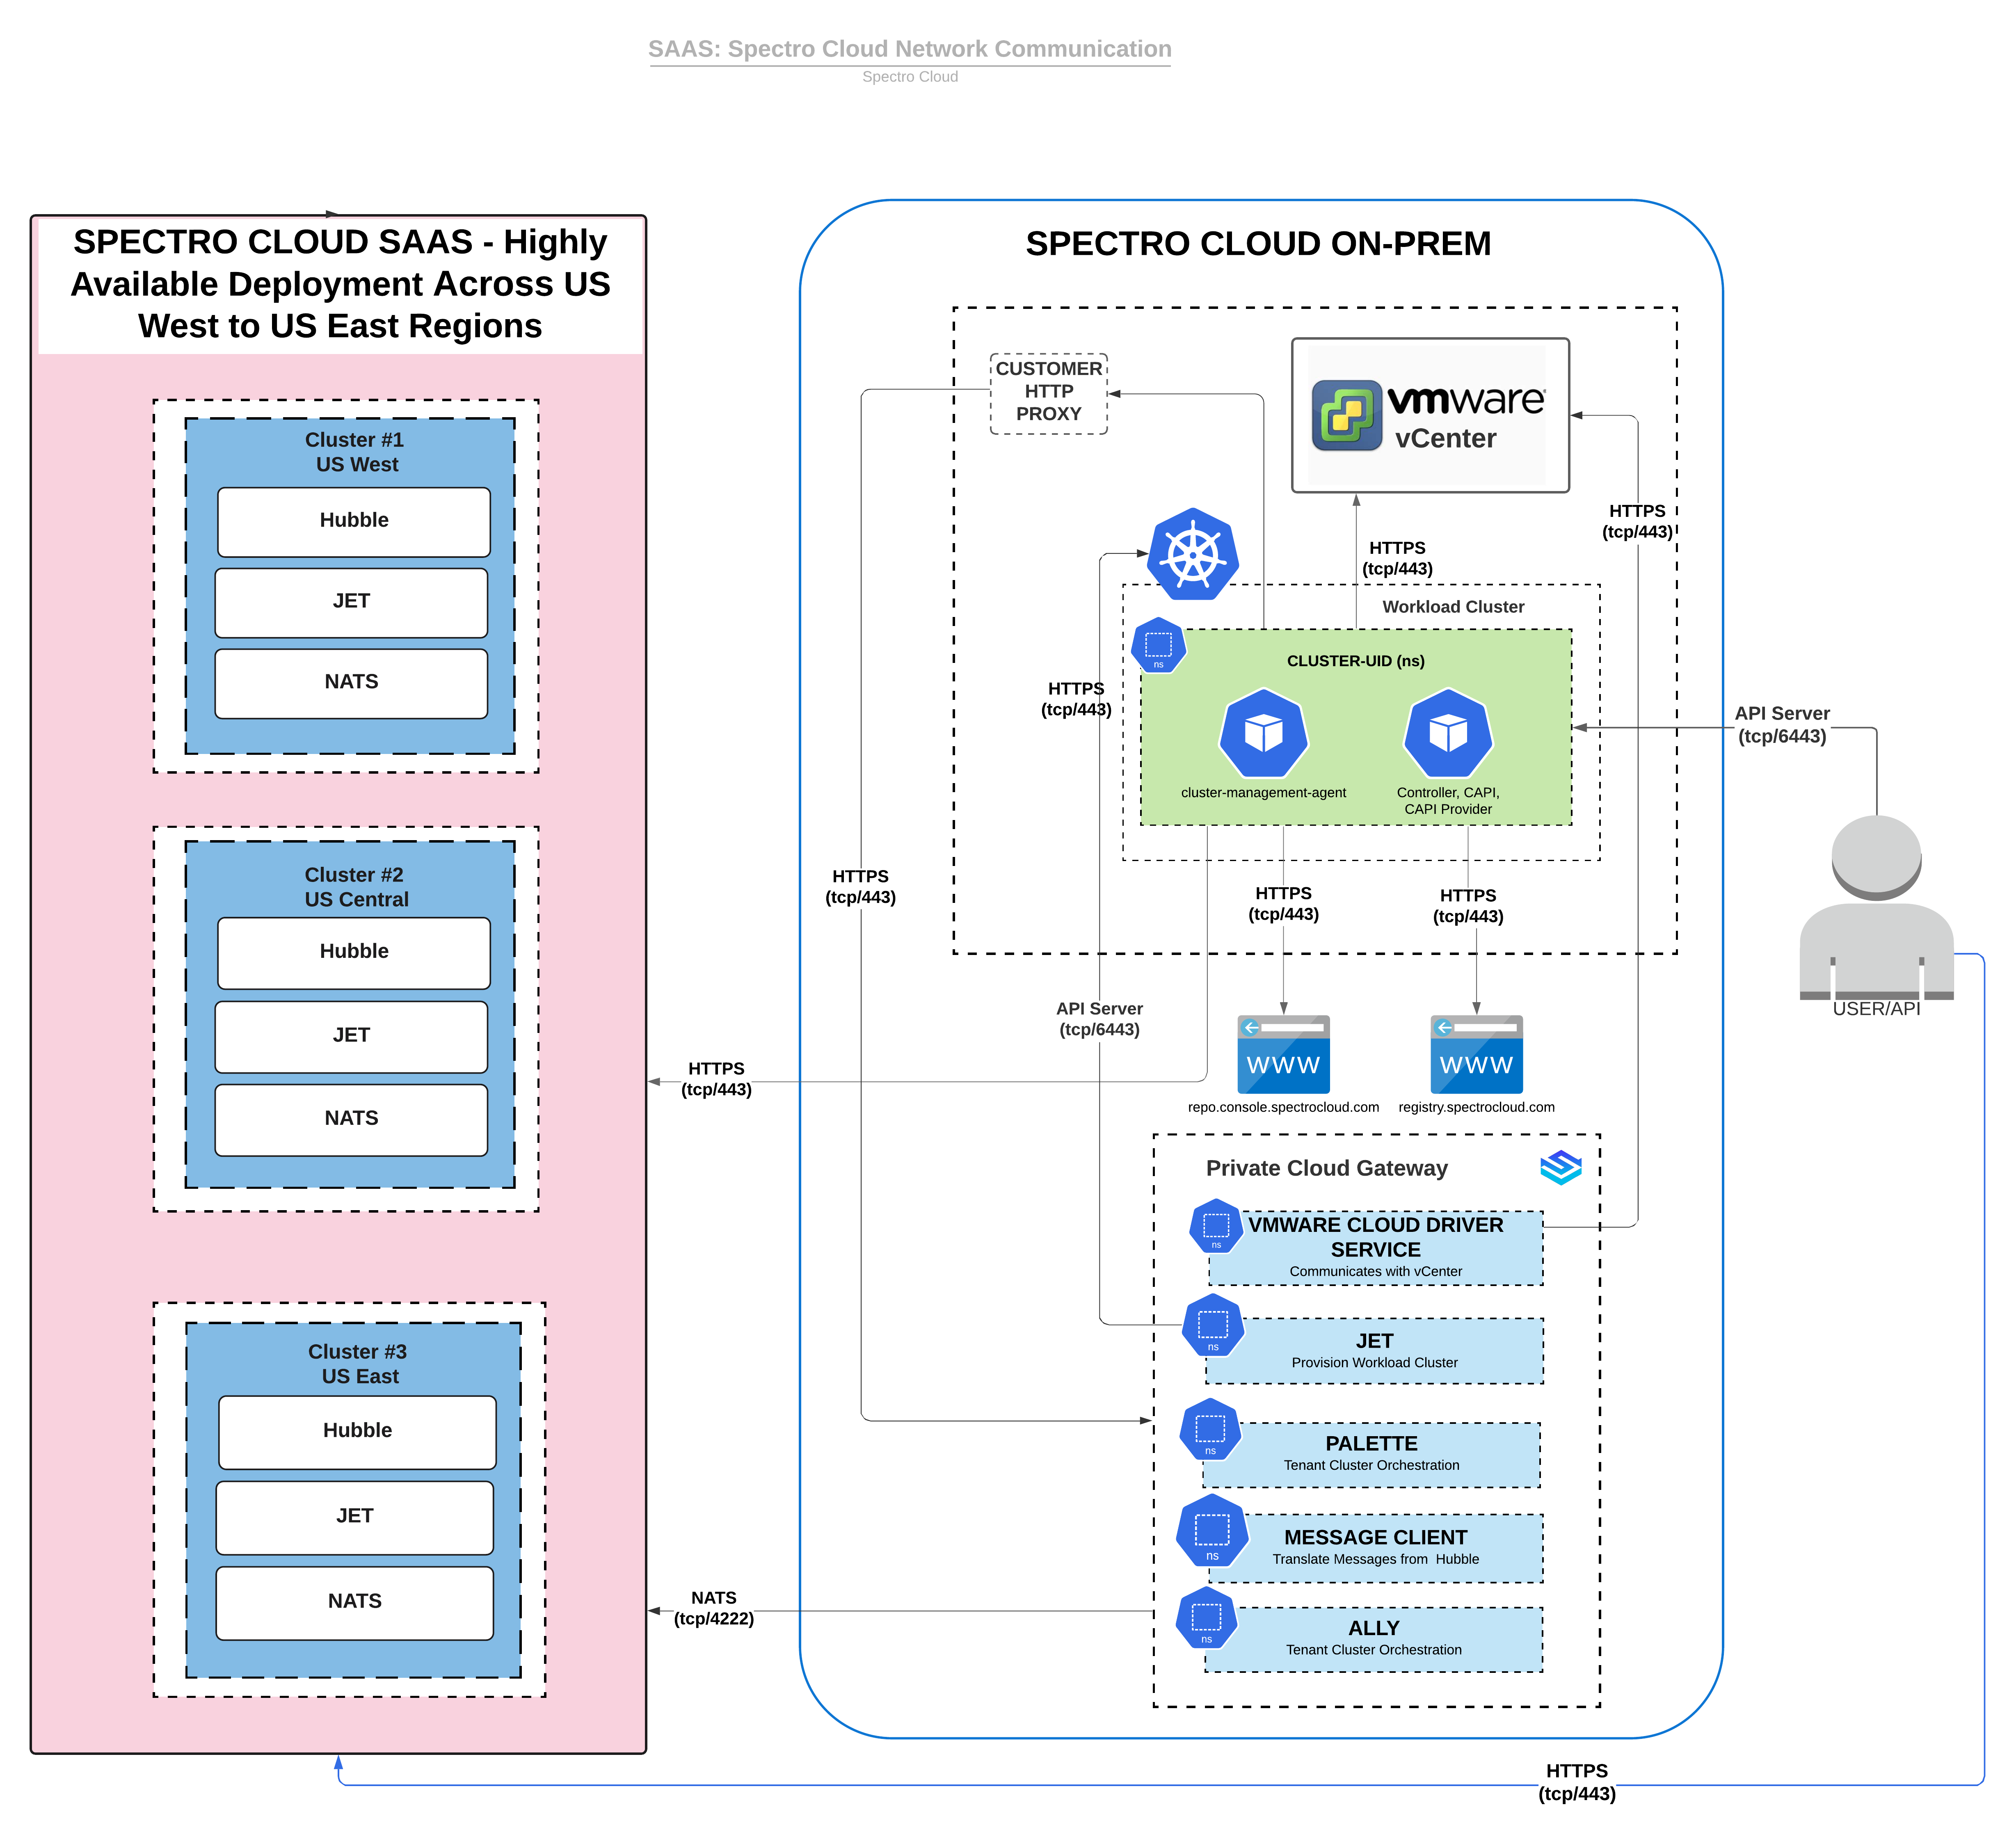 SAAS: Spectro Cloud Network Communication
Spectro Cloud
SPECTRO CLOUD SAAS - Highly
Available Deployment Across US
West to US East Regions
Cluster #1
US West
Hubble
JET
NATS
Cluster #2
US Central
Hubble
JET
NATS
Cluster #3
US East
Hubble
JET
NATS
SPECTRO CLOUD ON-PREM
CUSTOMER
HTTP
PROXY
vmware
vCenter
HTTPS
(tcp/443)
HTTPS
(tcp/443)
Workload Cluster
ns
CLUSTER-UID (ns)
HTTPS
(tcp/443)
cluster-management-agent
Controller, CAPI,
CAPI Provider
API Server
(tcp/6443)
HTTPS
(tcp/443)
HTTPS
(tcp/443)
HTTPS
(tcp/443)
USER/API
API Server
(tcp/6443)
HTTPS
(tcp/443)
WWW
repo.console.spectrocloud.com
WWW
registry.spectrocloud.com
Private Cloud Gateway
ns
VMWARE CLOUD DRIVER
SERVICE
Communicates with vCenter
ns
JET
Provision Workload Cluster
ns
PALETTE
Tenant Cluster Orchestration
ns
MESSAGE CLIENT
Translate Messages from  Hubble
ns
ALLY
Tenant Cluster Orchestration
NATS
(tcp/4222)
HTTPS
(tcp/443)